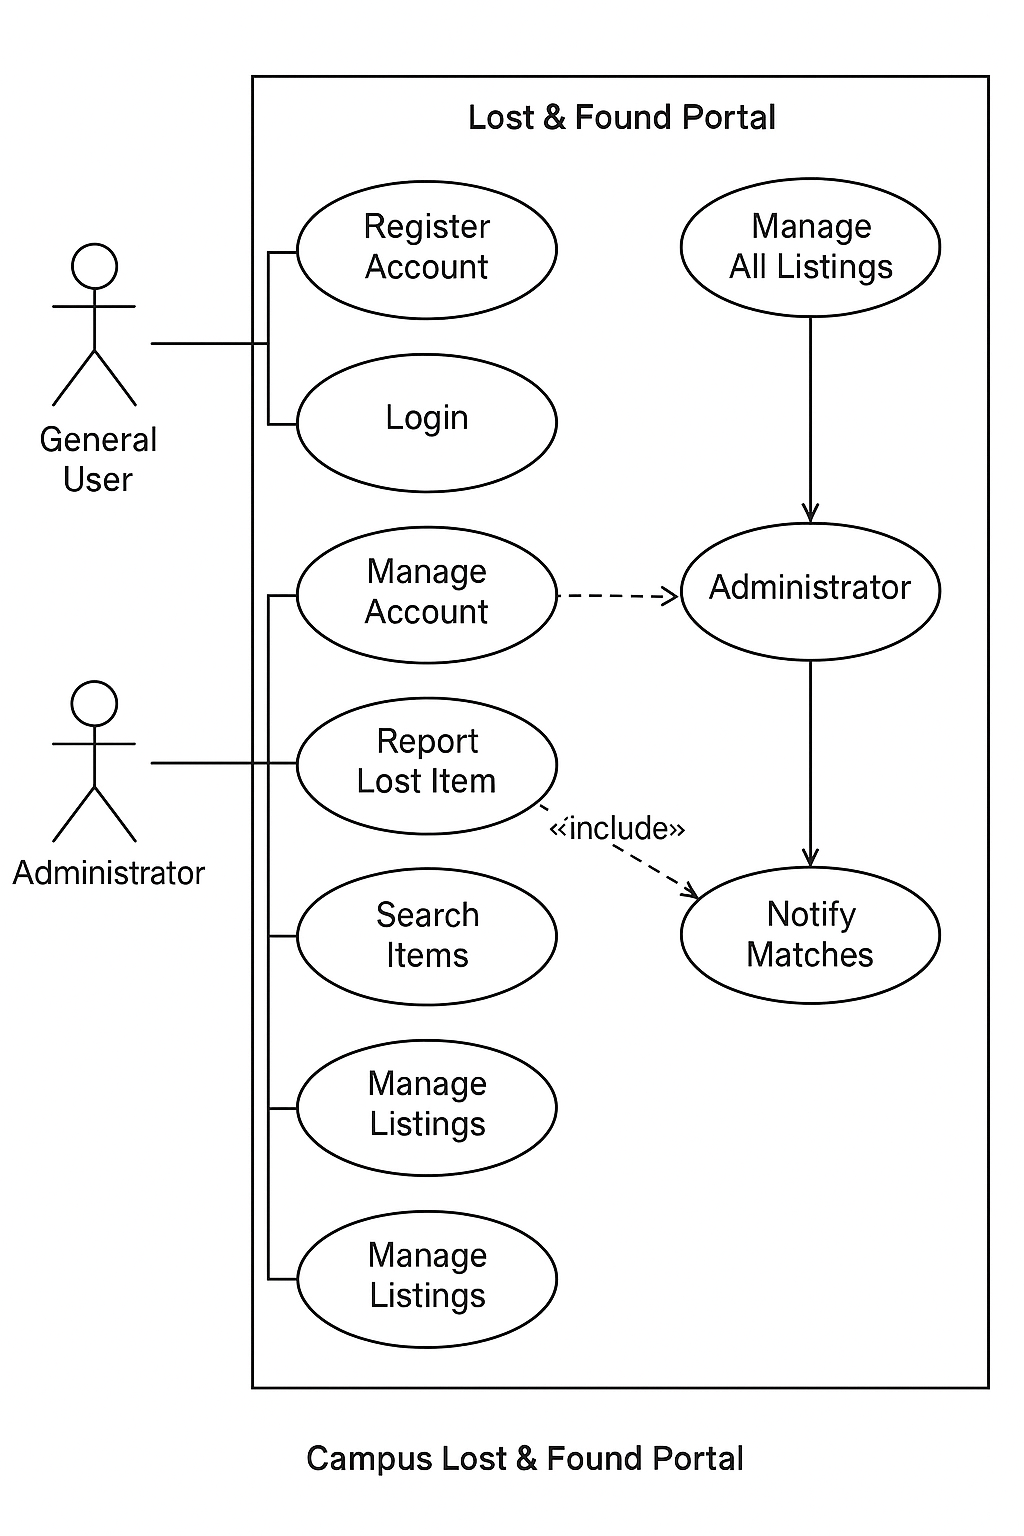 Lost & Found Portal
Register
Account
Manage
All Listings
General
User
Login
Manage
Account
Administrator
Administrator
Report
Lost Item
«include»
Search
Items
Notify
Matches
Manage
Listings
Manage
Listings
Campus Lost & Found Portal